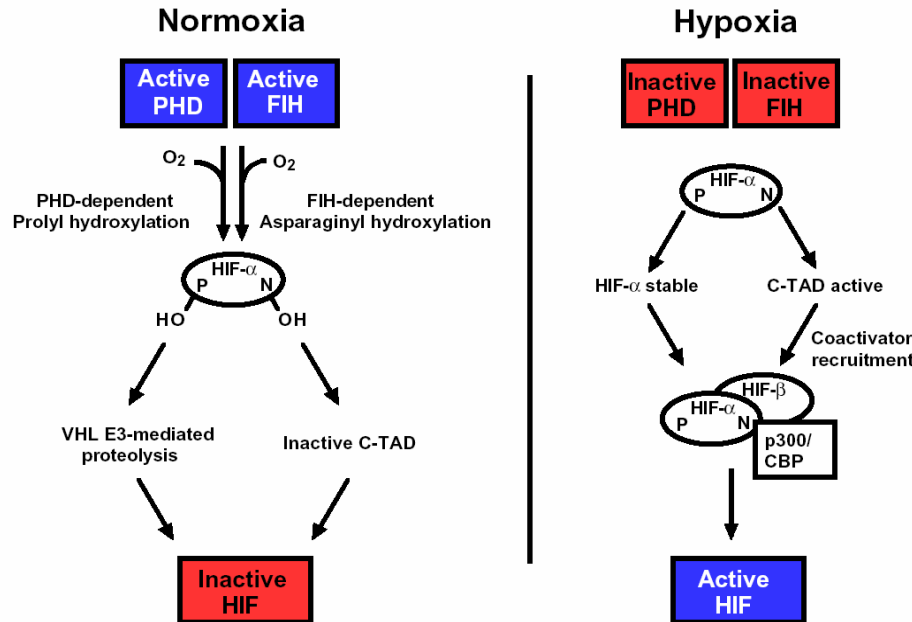 Normoxia
Active
PHD
Active
FIH
O2
O2
PHD-dependent
Prolyl hydroxylation
FIH-dependent
Asparaginyl hydroxylation
HIF-α
P
N
HO
OH
VHL E3-mediated
proteolysis
Inactive C-TAD
Inactive
HIF
Hypoxia
Inactive
PHD
Inactive
FIH
HIF-α
P
N
HIF-α stable
C-TAD active
Coactivator
recruitment
HIF-β
HIF-α
P
N
p300/
CBP
Active
HIF